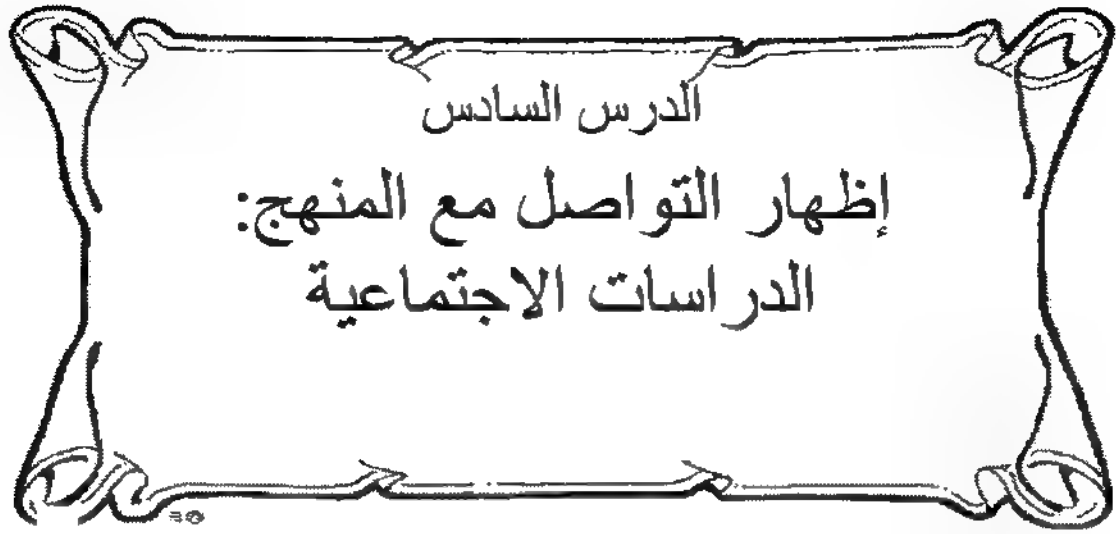 الدرس السادس
إظهار التواصل مع المنهج:
الدراسات الاجتماعية